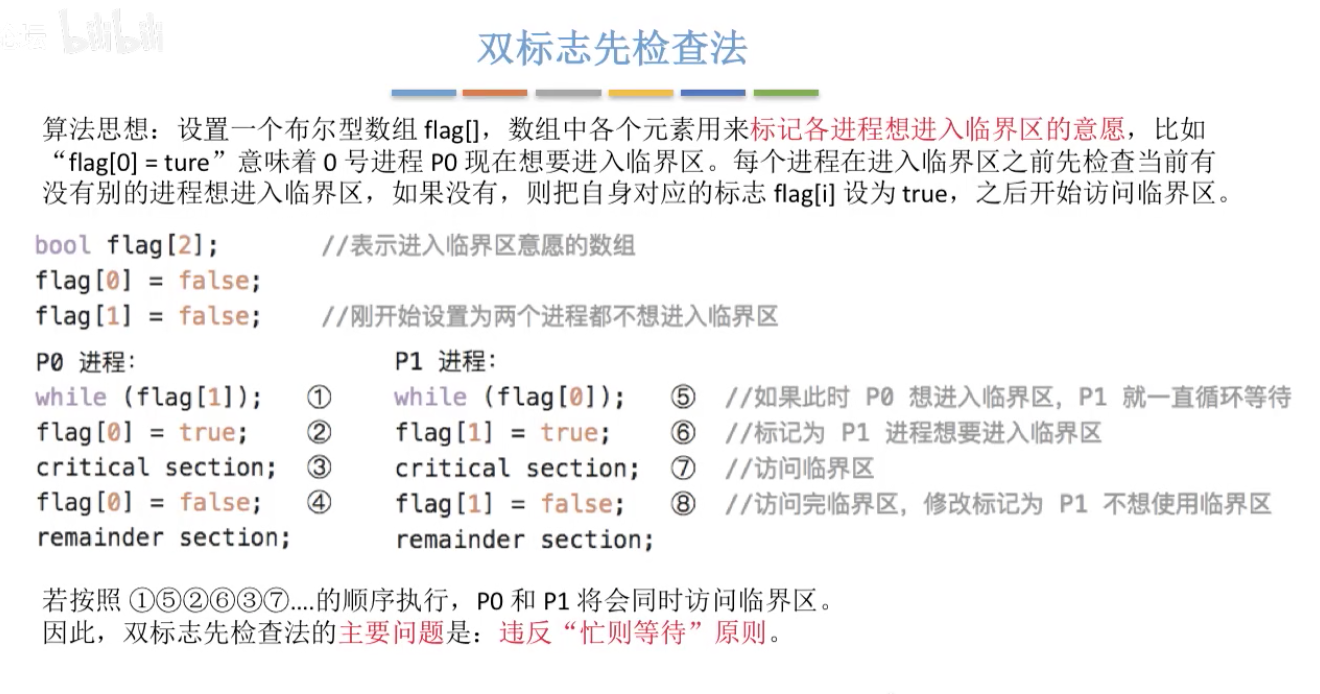 bilibili
双标志先检查法
算法思想：设置一个布尔型数组 flag[]，数组中各个元素用来标记各进程想进入临界区的意愿，比如
“flag[0] = ture”意味着 0 号进程 P0 现在想要进入临界区。每个进程在进入临界区之前先检查当前有
没有别的进程想进入临界区，如果没有，则把自身对应的标志 flag[i] 设为 true，之后开始访问临界区。
bool flag[2]; //表示进入临界区意愿的数组
flag[0] = false;
flag[1] = false; //刚开始设置为两个进程都不想进入临界区
P0 进程： P1 进程：
while (flag[1]); ① while (flag[0]); ⑤ //如果此时 P0 想进入临界区，P1 就一直循环等待
flag[0] = true; ② flag[1] = true; ⑥ //标记为 P1 进程想要进入临界区
critical section; ③ critical section; ⑦ //访问临界区
flag[0] = false; ④ flag[1] = false; ⑧ //访问完临界区，修改标记为 P1 不想使用临界区
remainder section; remainder section;
若按照 ①⑤②⑥③⑦....的顺序执行，P0 和 P1 将会同时访问临界区。
因此，双标志先检查法的主要问题是：违反“忙则等待”原则。